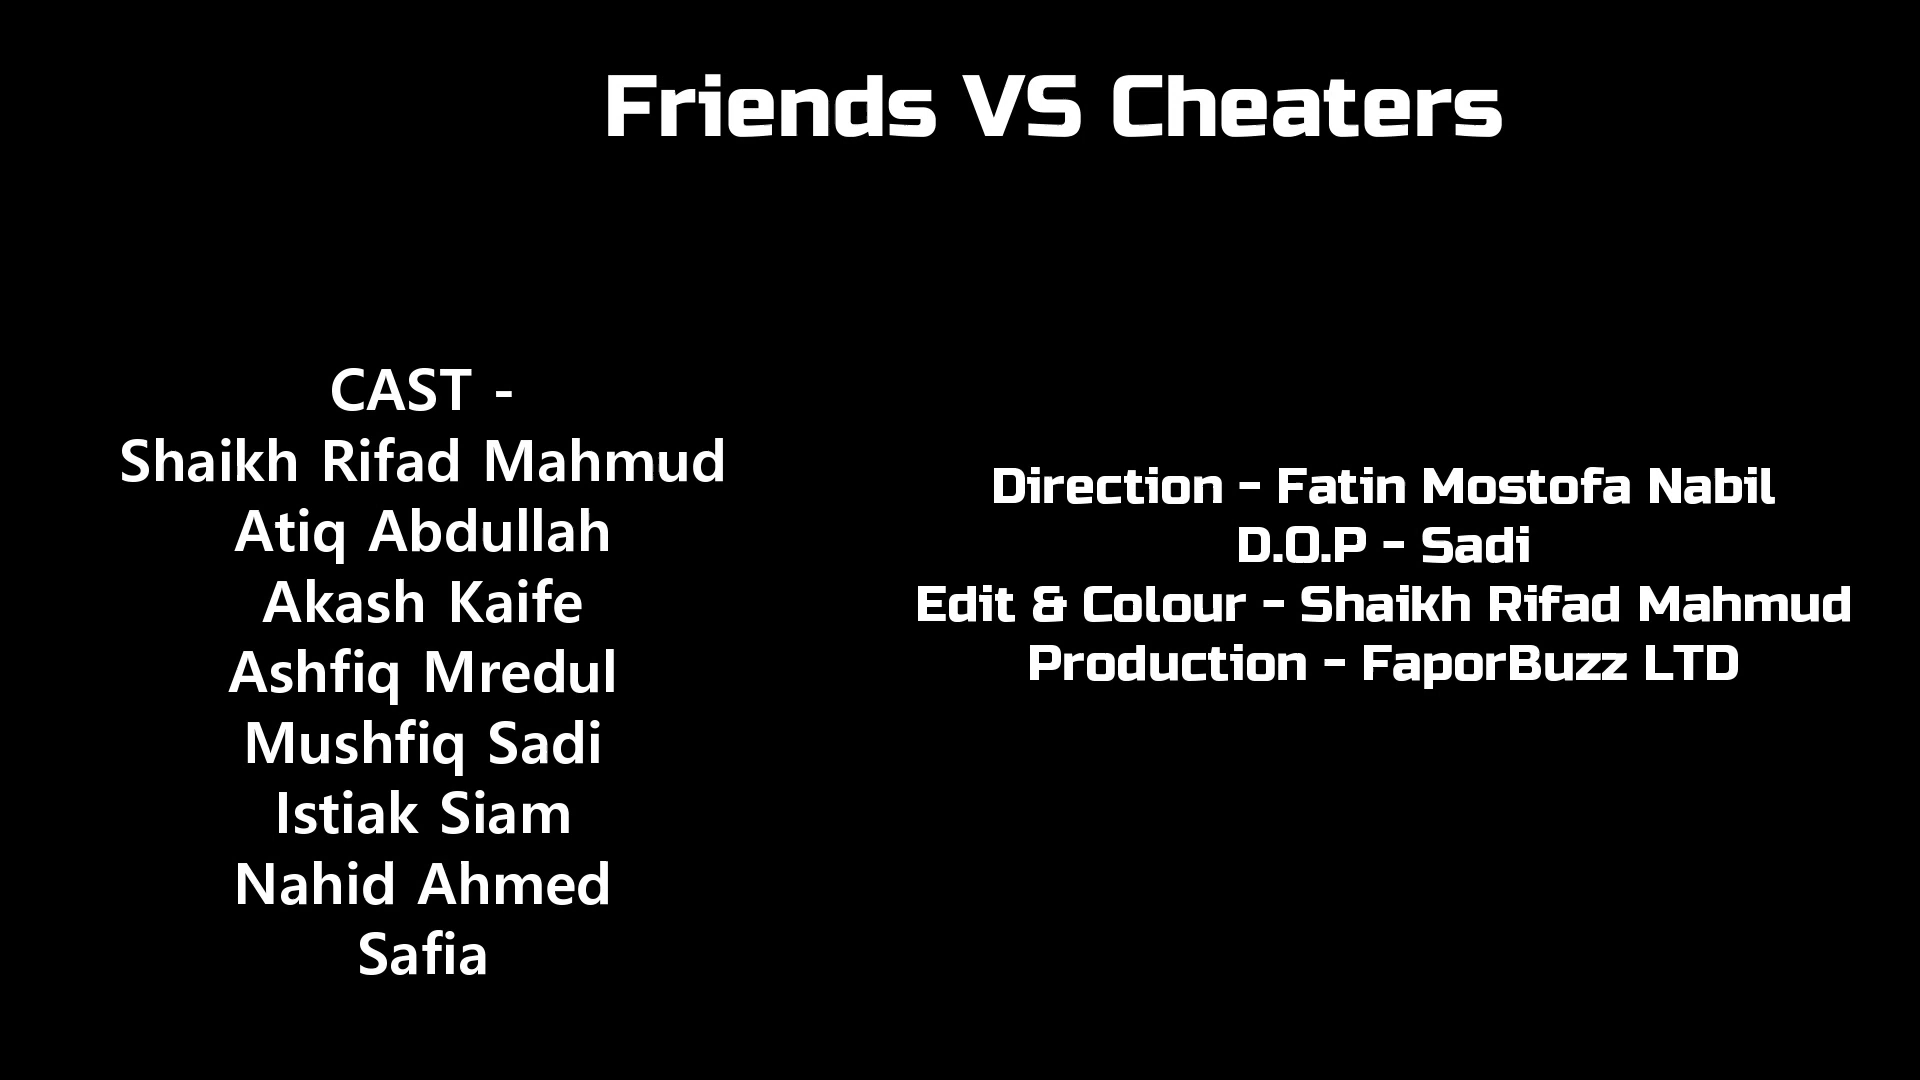 Friends VS Cheaters
CAST -
Shaikh Rifad Mahmud
Atiq Abdullah
Akash Kaife
Ashfiq Mredul
Mushfiq Sadi
Istiak Siam
Nahid Ahmed
Safia
Direction - Fatin Mostofa Nabil
D.O.P - Sadi
Edit & Colour - Shaikh Rifad Mahmud
Production - FaporBuzz LTD